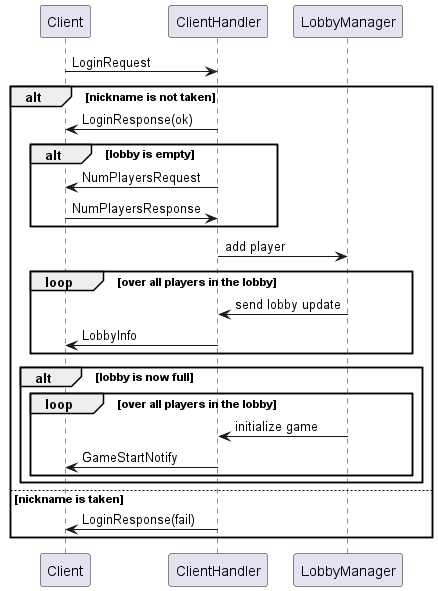 Client ClientHandler LobbyManager
LoginRequest
alt [nickname is not taken]
LoginResponse(ok)
alt [lobby is empty]
NumPlayersRequest
NumPlayersResponse
add player
loop [over all players in the lobby]
send lobby update
LobbyInfo
alt [lobby is now full]
loop [over all players in the lobby]
initialize game
GameStartNotify
[nickname is taken]
LoginResponse(fail)
Client ClientHandler LobbyManager